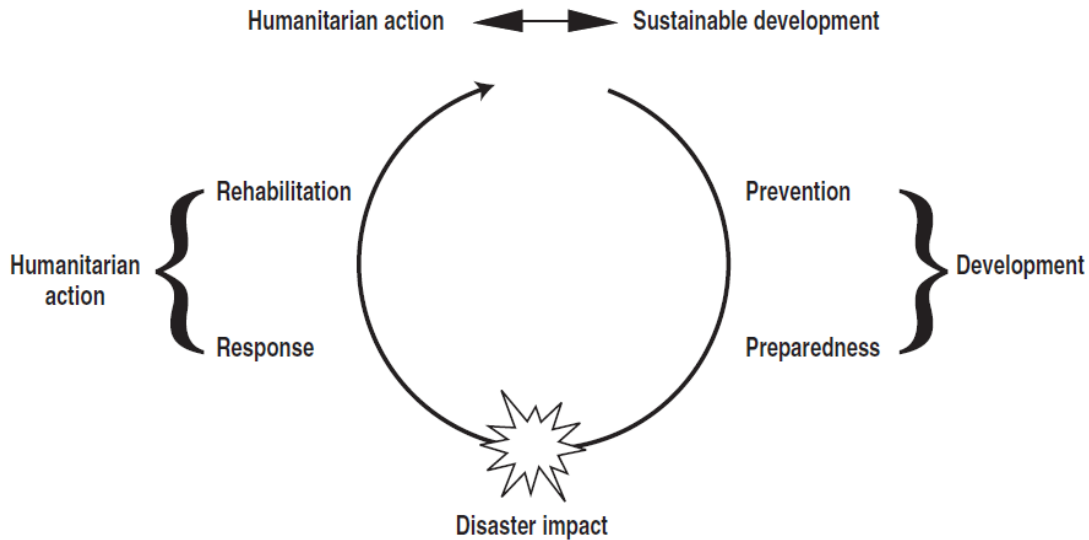 Humanitarian action
Sustainable development
Rehabilitation
Prevention
Humanitarian
action
Development
Response
Preparedness
Disaster impact